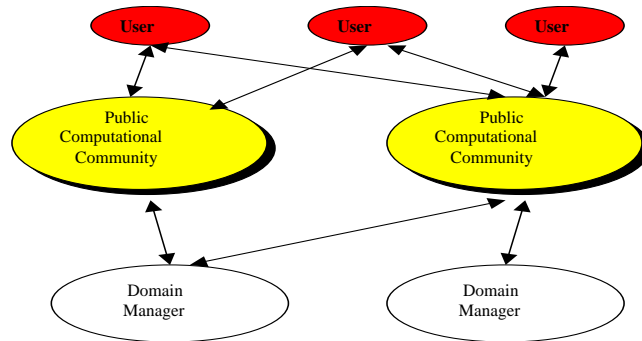 User
User
User
Public
Computational
Community
Public
Computational
Community
Domain
Manager
Domain
Manager